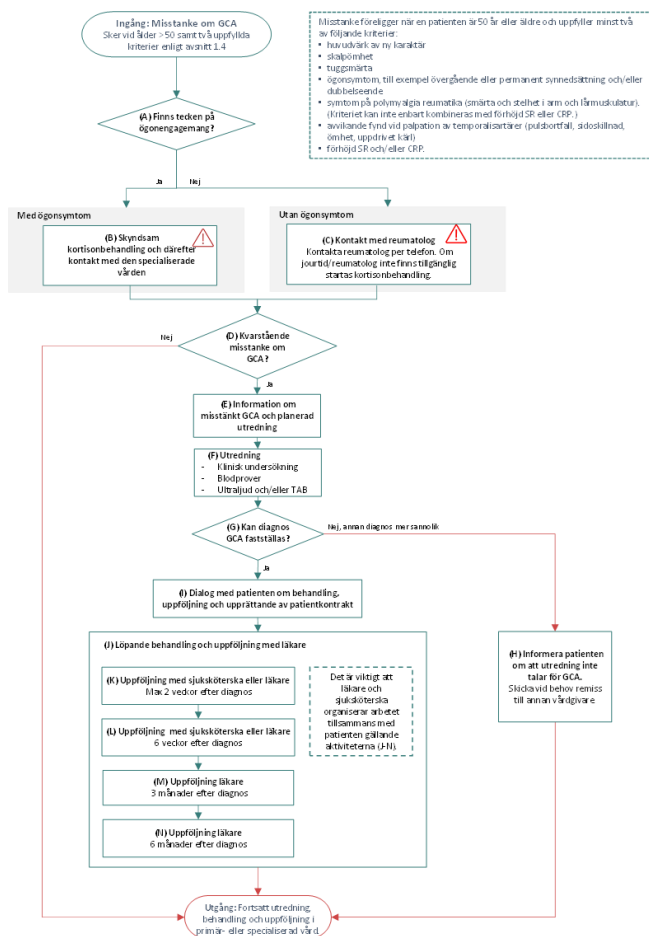 Ingång: Misstanke om GCA
Sker vid ålder >50 samt två uppfyllda
kriterier enligt avsnitt 1.4
Misstanke föreligger när en patienten är 50 år eller äldre och uppfyller minst två
av följande kriterier:
▪ huvudvärk av ny karaktär
▪ skalpömhet
▪ tuggsmärta
▪ ögonsymtom, till exempel övergående eller permanent synnedsättning och/eller
dubbelseende
▪ symtom på polymyalgia reumatika (smärta och stelhet i arm och lårmuskulatur).
(Kriteriet kan inte enbart kombineras med förhöjd SR eller CRP.)
▪ avvikande fynd vid palpation av temporalisartärer (pulsbortfall, sidoskillnad,
ömhet, uppdrivet kärl)
▪ förhöjd SR och/eller CRP.
(A) Finns tecken på
ögonengagemang?
Ja
Nej
Med ögonsymtom
Utan ögonsymtom
(B) Skyndsam
kortisonbehandling och därefter
kontakt med den specialiserade
vården
(C) Kontakt med reumatolog
Kontakta reumatolog per telefon. Om
jourtid/reumatolog inte finns tillgänglig
startas kortisonbehandling.
Nej
(D) Kvarstående
misstanke om
GCA?
Ja
(E) Information om
misstänkt GCA och planerad
utredning
(F) Utredning
- Klinisk undersökning
- Blodprover
- Ultraljud och/eller TAB
(G) Kan diagnos
GCA fastställas?
Nej, annan diagnos mer sannolik
Ja
(I) Dialog med patienten om behandling,
uppföljning och upprättande av patientkontrakt
(J) Löpande behandling och uppföljning med läkare
(K) Uppföljning med sjuksköterska eller läkare
Max 2 veckor efter diagnos
(L) Uppföljning med sjuksköterska eller läkare
6 veckor efter diagnos
(M) Uppföljning läkare
3 månader efter diagnos
(N) Uppföljning läkare
6 månader efter diagnos
Det är viktigt att
läkare och
sjuksköterska
organiserar arbetet
tillsammans med
patienten gällande
aktiviteterna (J-N).
(H) Informera patienten
om att utredning inte
talar för GCA.
Skicka vid behov remiss
till annan vårdgivare.
Utgång: Fortsatt utredning,
behandling och uppföljning i
primär- eller specialiserad vård.